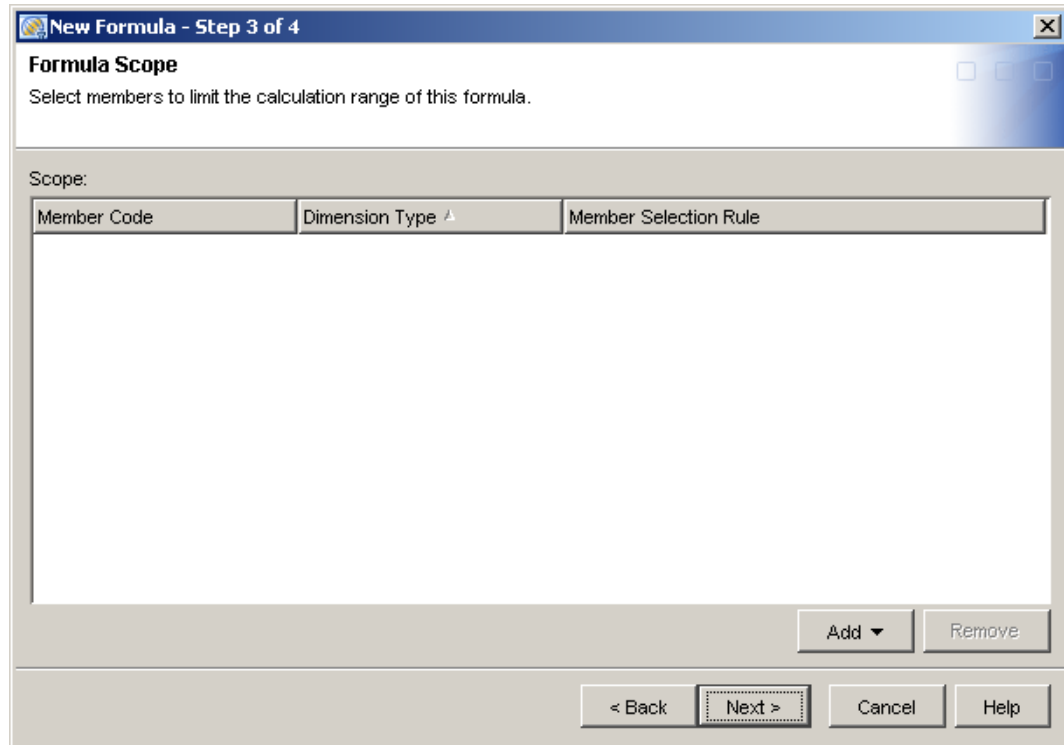 New Formula - Step 3 of 4
Formula Scope
Select members to limit the calculation range of this formula.
Scope:
Member Code Dimension Type Member Selection Rule
Add Remove
< Back Next > Cancel Help